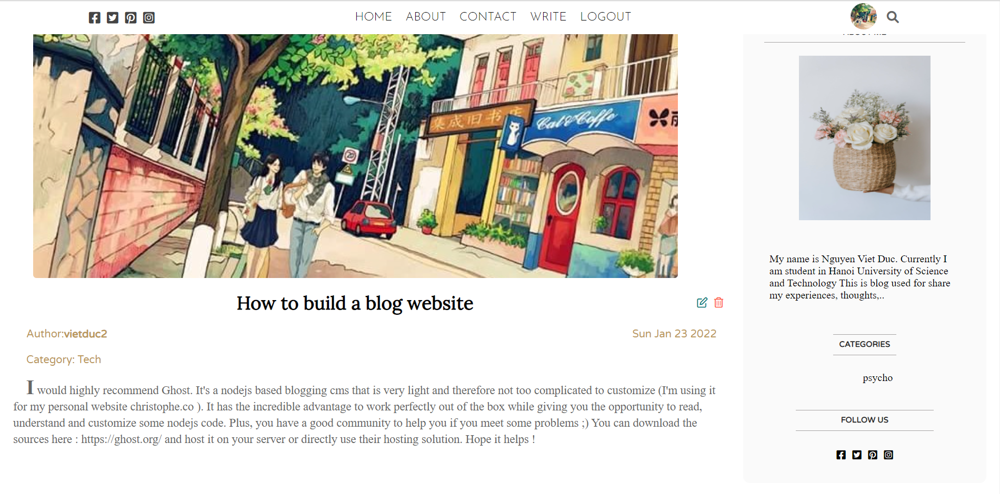 HOME ABOUT CONTACT WRITE LOGOUT
集成旧书店
Cat & Coffe
20
How to build a blog website
Author:vietduc2
Sun Jan 23 2022
Category: Tech
I would highly recommend Ghost. It's a nodejs based blogging cms that is very light and therefore not too complicated to customize (I'm using it
for my personal website christophe.co ). It has the incredible advantage to work perfectly out of the box while giving you the opportunity to read,
understand and customize some nodejs code. Plus, you have a good community to help you if you meet some problems ;) You can download the
sources here : https://ghost.org/ and host it on your server or directly use their hosting solution. Hope it helps !
ABOUT ME
My name is Nguyen Viet Duc. Currently I
am student in Hanoi University of Science
and Technology This is blog used for share
my experiences, thoughts,..
CATEGORIES
psycho
FOLLOW US